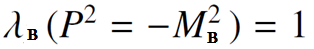 λ_в(P² = −M_в²) = 1